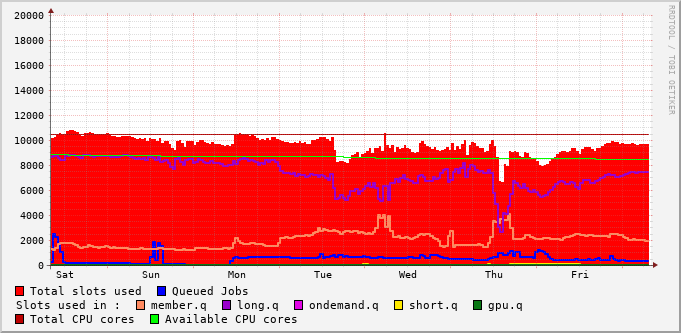 RRDTOOL / TOBI OETIKER
20000
18000
16000
14000
12000
10000
8000
6000
4000
2000
0
Sat Sun Mon Tue Wed Thu Fri
Total slots used Queued Jobs
Slots used in : member.q long.q ondemand.q short.q gpu.q
Total CPU cores Available CPU cores